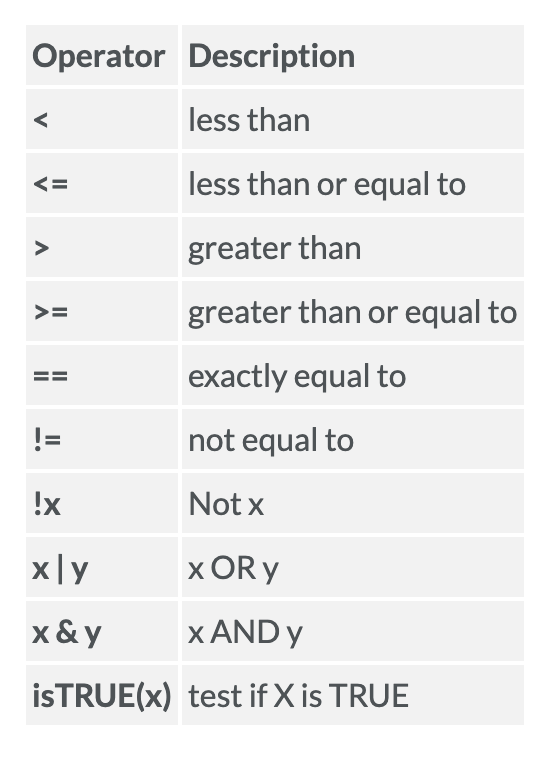 Operator Description
< less than
<= less than or equal to
> greater than
>= greater than or equal to
== exactly equal to
!= not equal to
!x Not x
x | y x OR y
x & y x AND y
isTRUE(x) test if X is TRUE